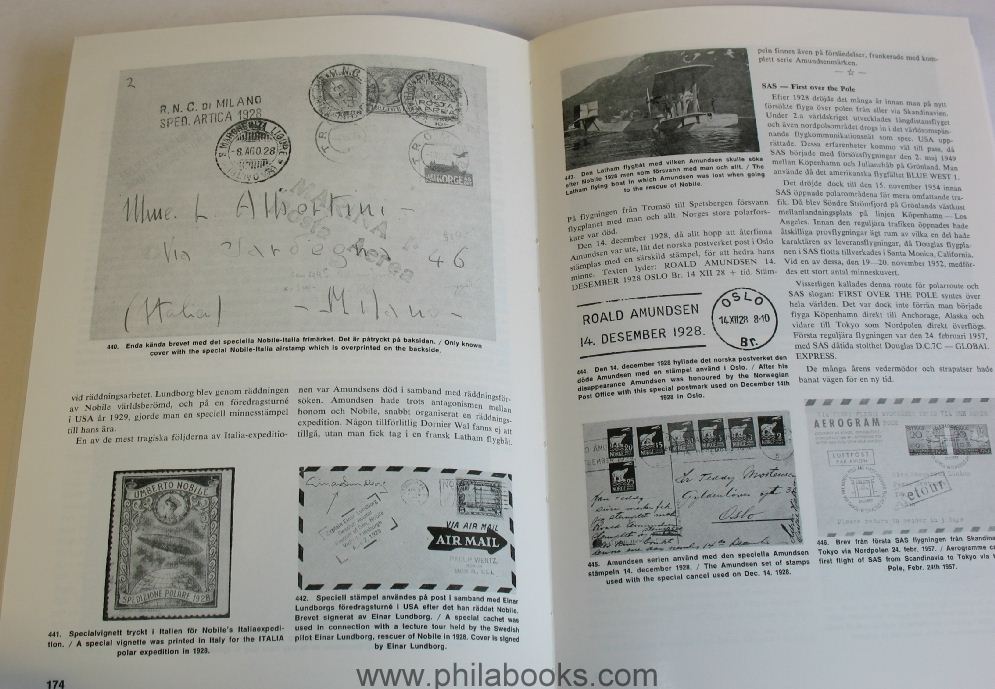 2
R.N.C. DI MILANO
SPED. ARTICA 1928
-8 AGO. 28
Mme. L Albertini -
Via Sardegna
46
(Italia) - Milano -
440. Enda kända brevet med det speciella Nobile-Italia frimärket. Det är påtryckt på baksidan. / Only known
cover with the special Nobile-Italia airstamp which is overprinted on the backside.
vid räddningsarbetet. Lundborg blev genom räddningen
av Nobile världsberömd, och på en föredragsturné
i USA år 1929, gjorde man en speciell minnesstämpel
till hans ära.
En av de mest tragiska följderna av Italia-expeditio-
nen var Amundsens död i samband med räddningsför-
söken. Amundsen hade trots antagonismen mellan
honom och Nobile, snabbt organiserat en räddnings-
expedition. Någon tillförlitlig Dornier Wal fanns ej att
tillgå, utan man fick tag i en fransk Latham flygbåt.
UMBERTO NOBILE
SPEDIZIONE POLARE 1928
441. Specialvignett tryckt i Italien för Nobile's Italiaexpedi-
tion. / A special vignette was printed in Italy for the ITALIA
polar expedition in 1928.
VIA AIR MAIL
AIR MAIL
442. Speciell stämpel användes på post i samband med Einar
Lundborgs föredragsturné i USA efter det han räddat Nobile.
Brevet signerat av Einar Lundborg. / A special cachet was
used in connection with a lecture tour held by the Swedish
pilot Einar Lundborg, rescuer of Nobile in 1928. Cover is signed
by Einar Lundborg.
174
443. Den Latham flygbåt med vilken Amundsen skulle söka
efter Nobile 1928 men som försvann med man och allt. / The
Latham flying boat in which Amundsen was lost when going
to the rescue of Nobile.
På flygningen från Tromsö till Spetsbergen försvann
flygplanet med man och allt. Norges store polarfors-
kare var död.
Den 14. december 1928, då allt hopp att återfinna
Amundsen var ute, lät det norska postverket post i Oslo
stämplas med en särskild stämpel, för att hedra hans
minne. Texten lyder: ROALD AMUNDSEN 14.
DESEMBER 1928 OSLO Br. 14 XII 28 + tid. Stäm-
ROALD AMUNDSEN
14. DESEMBER 1928.
OSLO
14 XII 28 8-10
Br.
444. Den 14. december 1928 hyllade det norska postverket den
döde Amundsen med en stämpel använd i Oslo. / After his
disappearance Amundsen was honoured by the Norwegian
Post Office with this special postmark used on December 14th
1928 in Oslo.
445. Amundsen serien använd med den speciella Amundsen
stämpeln 14. december 1928. / The Amundsen set of stamps
used with the special cancel used on Dec. 14. 1928.
pein finnes även på försändelser, frankerade med kom-
plett serie Amundsenmärken.
SAS — First over the Pole
Efter 1928 dröjde det många år innan man på nytt
försökte flyga över polen från eller via Skandinavien.
Under 2:a världskriget utvecklades långdistansflyget
och även nordpolsområdet drogs in i det världsomspän-
nande flygkommunikationsnät som spec. USA upp-
rättade. Dessa erfarenheter kommo väl till pass, då
SAS började med försöksflygningar den 2. maj 1949
mellan Köpenhamn och Julianehåb på Grönland. Man
använde då det amerikanska flygfältet BLUE WEST 1.
Det dröjde dock till den 15. november 1954 innan
SAS öppnade polarområdena för mera omfattande tra-
fik. Då blev Söndre Strömfjord på Grönlands västkust
mellanlandningsplats på linjen Köpenhamn — Los
Angeles. Innan den reguljära trafiken öppnades hade
åtskilliga provflygningar ägt rum av vilka en del hade
karaktären av leveransflygningar, då Douglas flygpla-
nen i SAS flotta tillverkades i Santa Monica, California.
Vid en av dessa, den 19.—20. november 1952, medför-
des ett stort antal minneskuvert.
Visserligen kallades denna route för polarroute och
SAS slogan: FIRST OVER THE POLE syntes över
hela världen. Det var dock inte förrän man började
flyga Köpenhamn direkt till Anchorage, Alaska och
vidare till Tokyo som Nordpolen direkt överflögs.
Första reguljära flygningen var den 24. februari 1957,
med SAS dåtida stolthet Douglas D.C.7C — GLOBAL
EXPRESS.
De många årens vedermödor och strapatser hade
banat vägen för en ny tid.
AEROGRAM
LUFTPOST
PAR AVION
Retour
446. Brev från första SAS flygningen från Skandina
Tokyo via Nordpolen 24. febr. 1957. / Aerogramme ca
first flight of SAS from Scandinavia to Tokyo via
Pole, Febr. 24th 1957.
www.philabooks.com